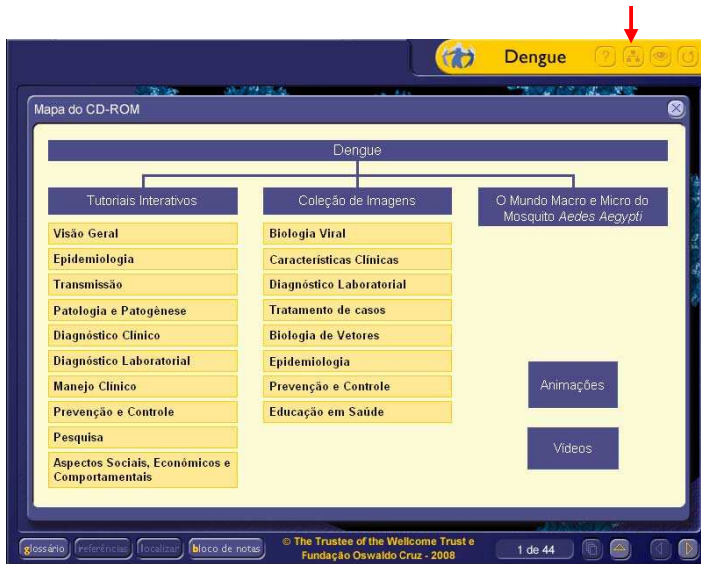 Dengue
?
Mapa do CD-ROM
Dengue
Tutoriais Interativos
Visão Geral
Epidemiologia
Transmissão
Patologia e Patogênese
Diagnóstico Clínico
Diagnóstico Laboratorial
Manejo Clínico
Prevenção e Controle
Pesquisa
Aspectos Sociais, Económicos e
Comportamentais
Coleção de Imagens
Biologia Viral
Características Clínicas
Diagnóstico Laboratorial
Tratamento de casos
Biologia de Vetores
Epidemiologia
Prevenção e Controle
Educação em Saúde
O Mundo Macro e Micro do
Mosquito Aedes Aegypti
Animações
Vídeos
glossário referências localizar bloco de notas
© The Trustee of the Wellcome Trust e
Fundação Oswaldo Cruz - 2008
1 de 44